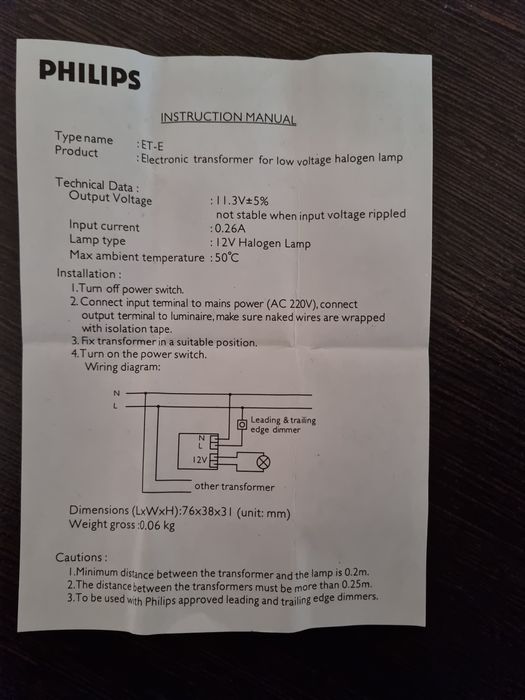 PHILIPS
INSTRUCTION MANUAL
Type name : ET-E
Product : Electronic transformer for low voltage halogen lamp
Technical Data :
Output Voltage : 11.3V±5%
not stable when input voltage rippled
Input current : 0.26A
Lamp type : 12V Halogen Lamp
Max ambient temperature : 50°C
Installation :
1.Turn off power switch.
2. Connect input terminal to mains power (AC 220V), connect
output terminal to luminaire, make sure naked wires are wrapped
with isolation tape.
3. Fix transformer in a suitable position.
4.Turn on the power switch.
Wiring diagram:
N
L
Leading & trailing
edge dimmer
N
L
12V
other transformer
Dimensions (LxWxH):76x38x31 (unit: mm)
Weight gross :0.06 kg
Cautions :
1.Minimum distance between the transformer and the lamp is 0.2m.
2.The distance between the transformers must be more than 0.25m.
3.To be used with Philips approved leading and trailing edge dimmers.